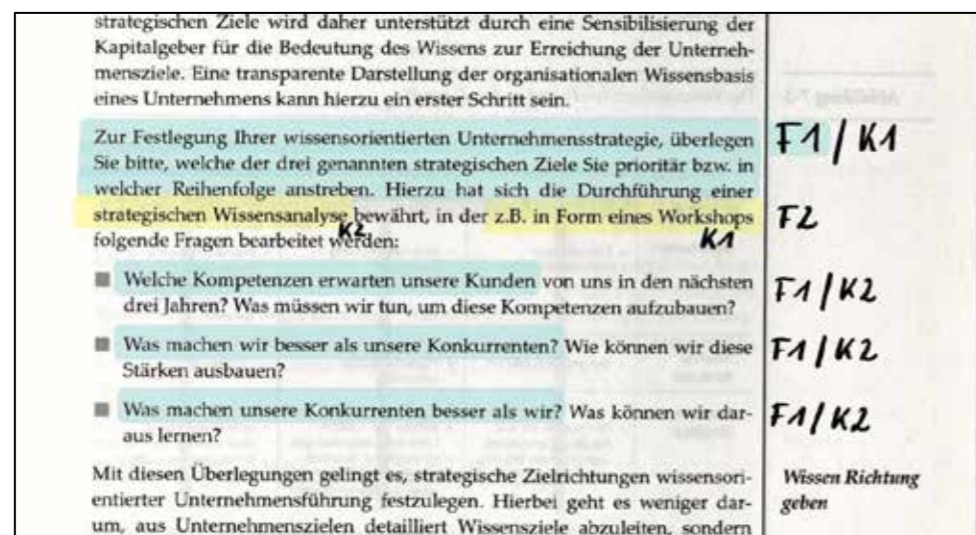 strategischen Ziele wird daher unterstützt durch eine Sensibilisierung der
Kapitalgeber für die Bedeutung des Wissens zur Erreichung der Unterneh-
mensziele. Eine transparente Darstellung der organisationalen Wissensbasis
eines Unternehmens kann hierzu ein erster Schritt sein.
Zur Festlegung Ihrer wissensorientierten Unternehmensstrategie, überlegen
Sie bitte, welche der drei genannten strategischen Ziele Sie prioritär bzw. in
welcher Reihenfolge anstreben. Hierzu hat sich die Durchführung einer
strategischen Wissensanalyse bewährt, in der z.B. in Form eines Workshops
folgende Fragen bearbeitet werden:
K2
K1
F1 / K1
F2
■ Welche Kompetenzen erwarten unsere Kunden von uns in den nächsten
drei Jahren? Was müssen wir tun, um diese Kompetenzen aufzubauen?
F1 / K2
■ Was machen wir besser als unsere Konkurrenten? Wie können wir diese
Stärken ausbauen?
F1 / K2
■ Was machen unsere Konkurrenten besser als wir? Was können wir dar-
aus lernen?
F1 / K2
Mit diesen Überlegungen gelingt es, strategische Zielrichtungen wissensori-
entierter Unternehmensführung festzulegen. Hierbei geht es weniger dar-
um, aus Unternehmenszielen detailliert Wissensziele abzuleiten, sondern
Wissen Richtung
geben